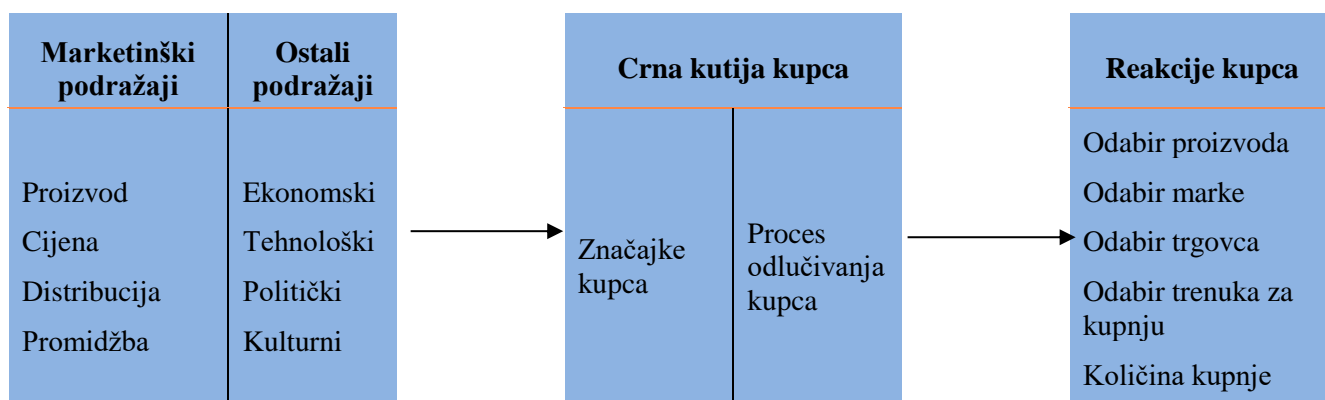 Marketinški
podražaji
Ostali
podražaji
Proizvod
Cijena
Distribucija
Promidžba
Ekonomski
Tehnološki
Politički
Kulturni
Crna kutija kupca
Značajke
kupca
Proces
odlučivanja
kupca
Reakcije kupca
Odabir proizvoda
Odabir marke
Odabir trgovca
Odabir trenuka za
kupnju
Količina kupnje